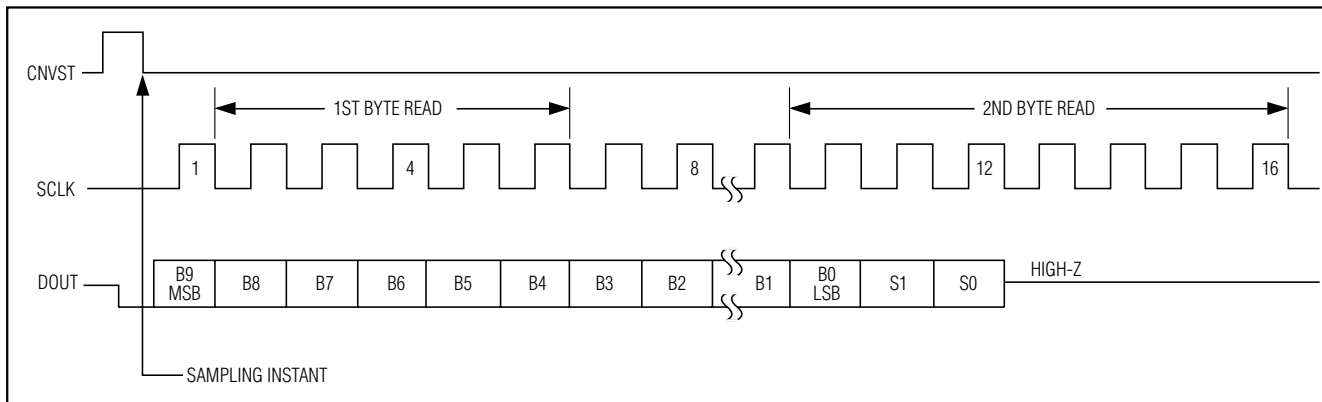 CNVST
1ST BYTE READ
2ND BYTE READ
SCLK
1
4
8
12
16
DOUT
B9
MSB
B8
B7
B6
B5
B4
B3
B2
B1
B0
LSB
S1
S0
HIGH-Z
SAMPLING INSTANT